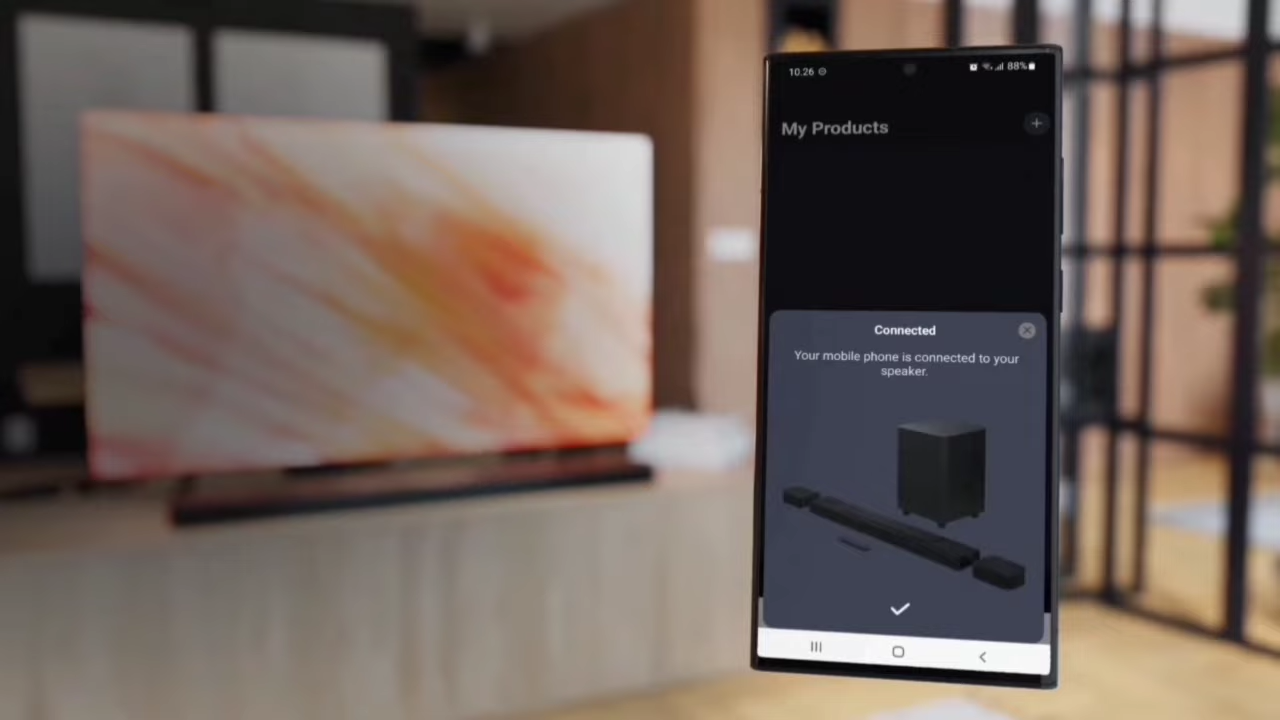 10.26
88%
My Products
Connected
Your mobile phone is connected to your
speaker.